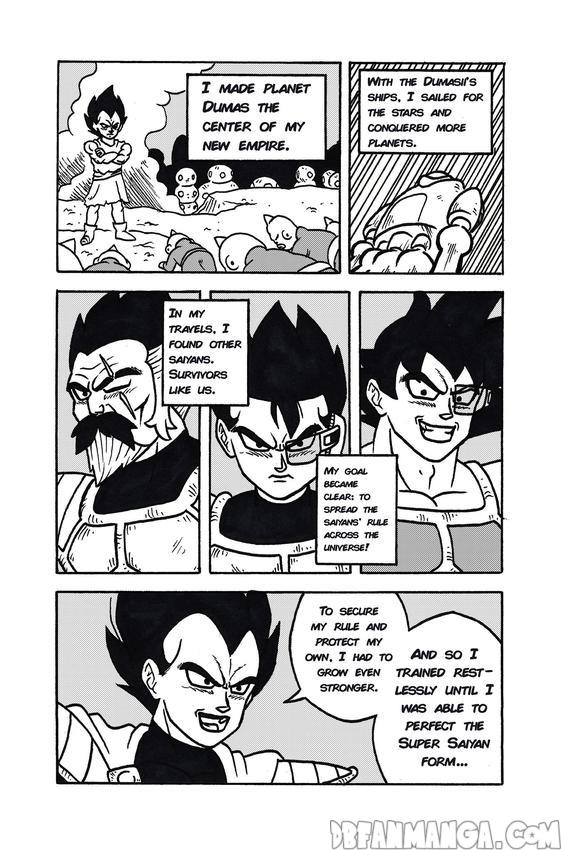 I MADE PLANET
DUMAS THE
CENTER OF MY
NEW EMPIRE.
WITH THE DUMASII'S
SHIPS, I SAILED FOR
THE STARS AND
CONQUERED MORE
PLANETS.
IN MY
TRAVELS, I
FOUND OTHER
SAIYANS.
SURVIVORS
LIKE US.
MY GOAL
BECAME
CLEAR: TO
SPREAD THE
SAIYANS' RULE
ACROSS THE
UNIVERSE!
TO SECURE
MY RULE AND
PROTECT MY
OWN, I HAD TO
GROW EVEN
STRONGER.
AND SO I
TRAINED REST-
LESSLY UNTIL I
WAS ABLE TO
PERFECT THE
SUPER SAIYAN
FORM...
DBFANMANGA.COM